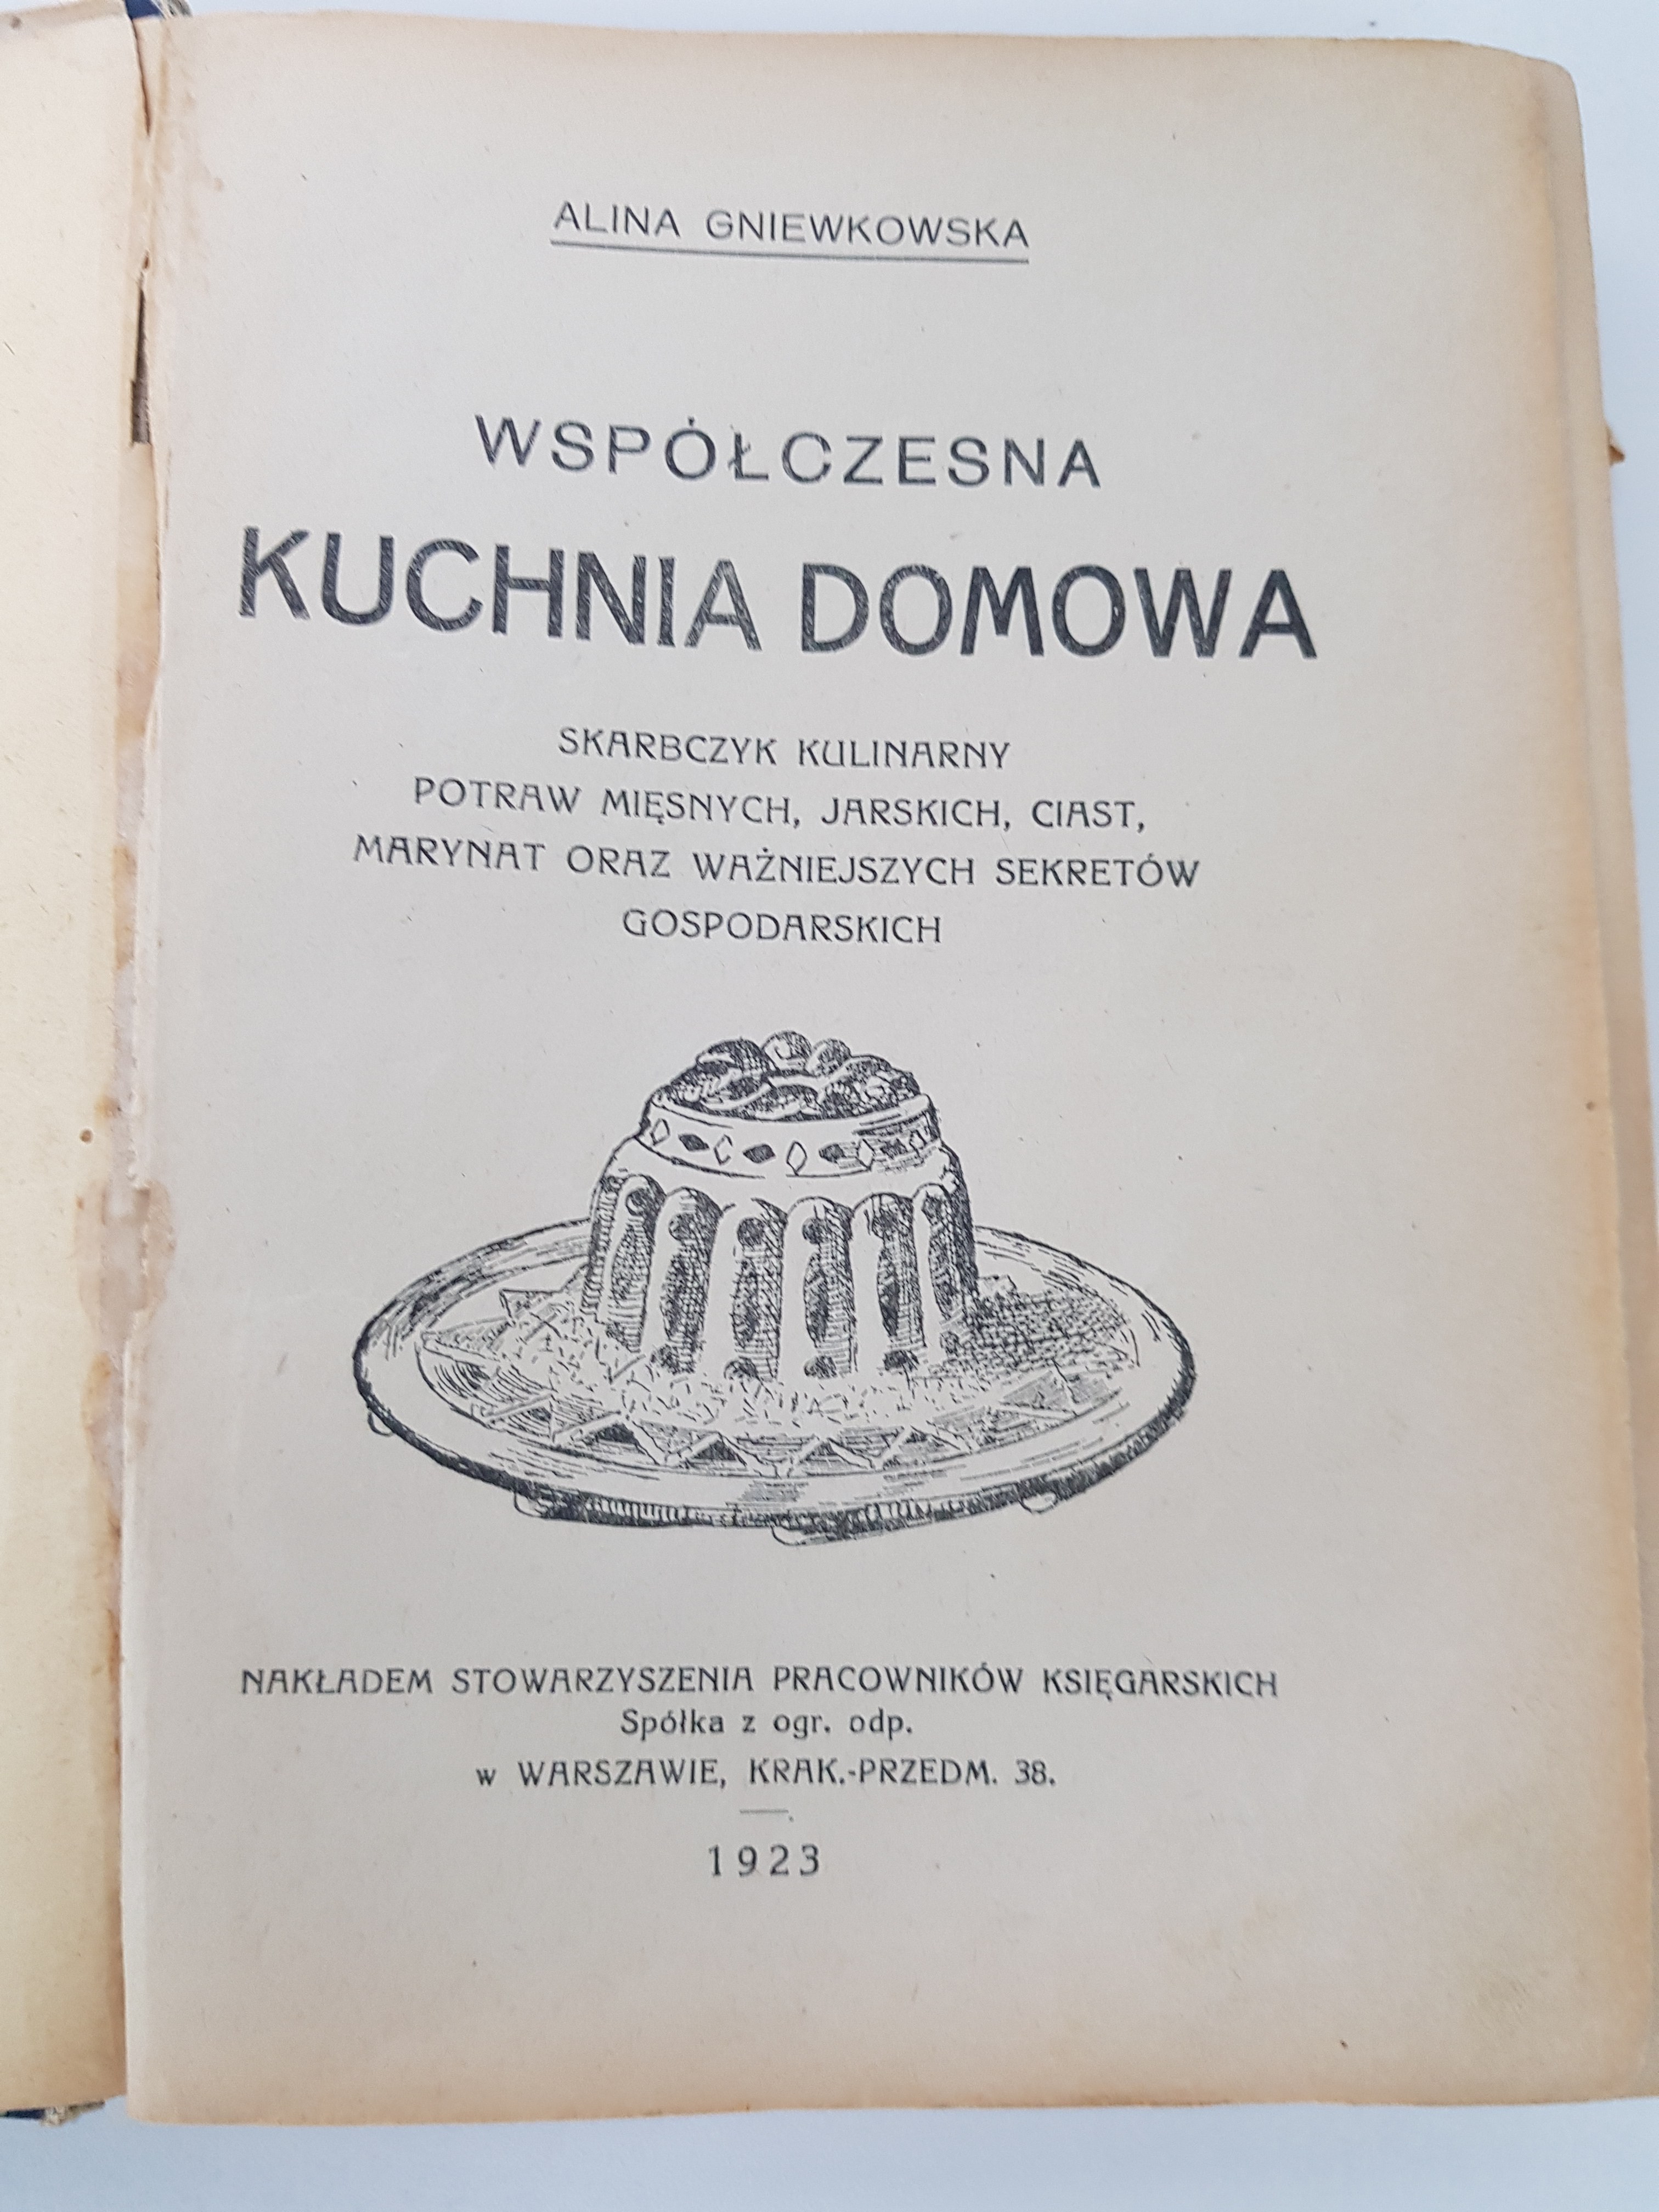 ALINA GNIEWKOWSKA
WSPÓŁCZESNA
KUCHNIA DOMOWA
SKARBCZYK KULINARNY
POTRAW MIĘSNYCH, JARSKICH, CIAST,
MARYNAT ORAZ WAŻNIEJSZYCH SEKRETÓW
GOSPODARSKICH
NAKŁADEM STOWARZYSZENIA PRACOWNIKÓW KSIĘGARSKICH
Spółka z ogr. odp.
w WARSZAWIE, KRAK.-PRZEDM. 38.
1923